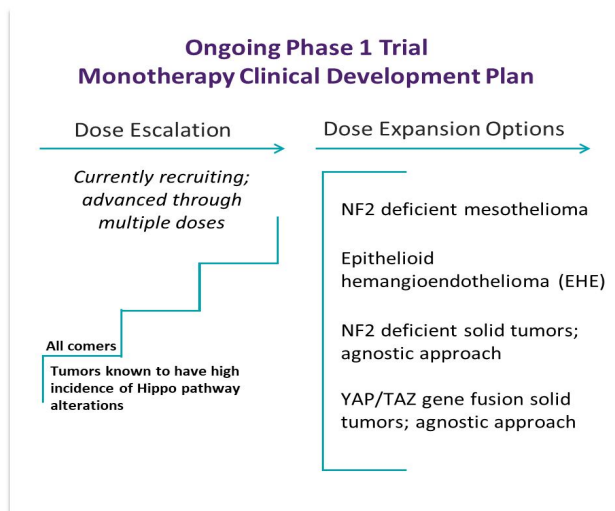 Ongoing Phase 1 Trial
Monotherapy Clinical Development Plan
Dose Escalation
Currently recruiting;
advanced through
multiple doses
All comers
Tumors known to have high
incidence of Hippo pathway
alterations
Dose Expansion Options
NF2 deficient mesothelioma
Epithelioid
hemangioendothelioma (EHE)
NF2 deficient solid tumors;
agnostic approach
YAP/TAZ gene fusion solid
tumors; agnostic approach